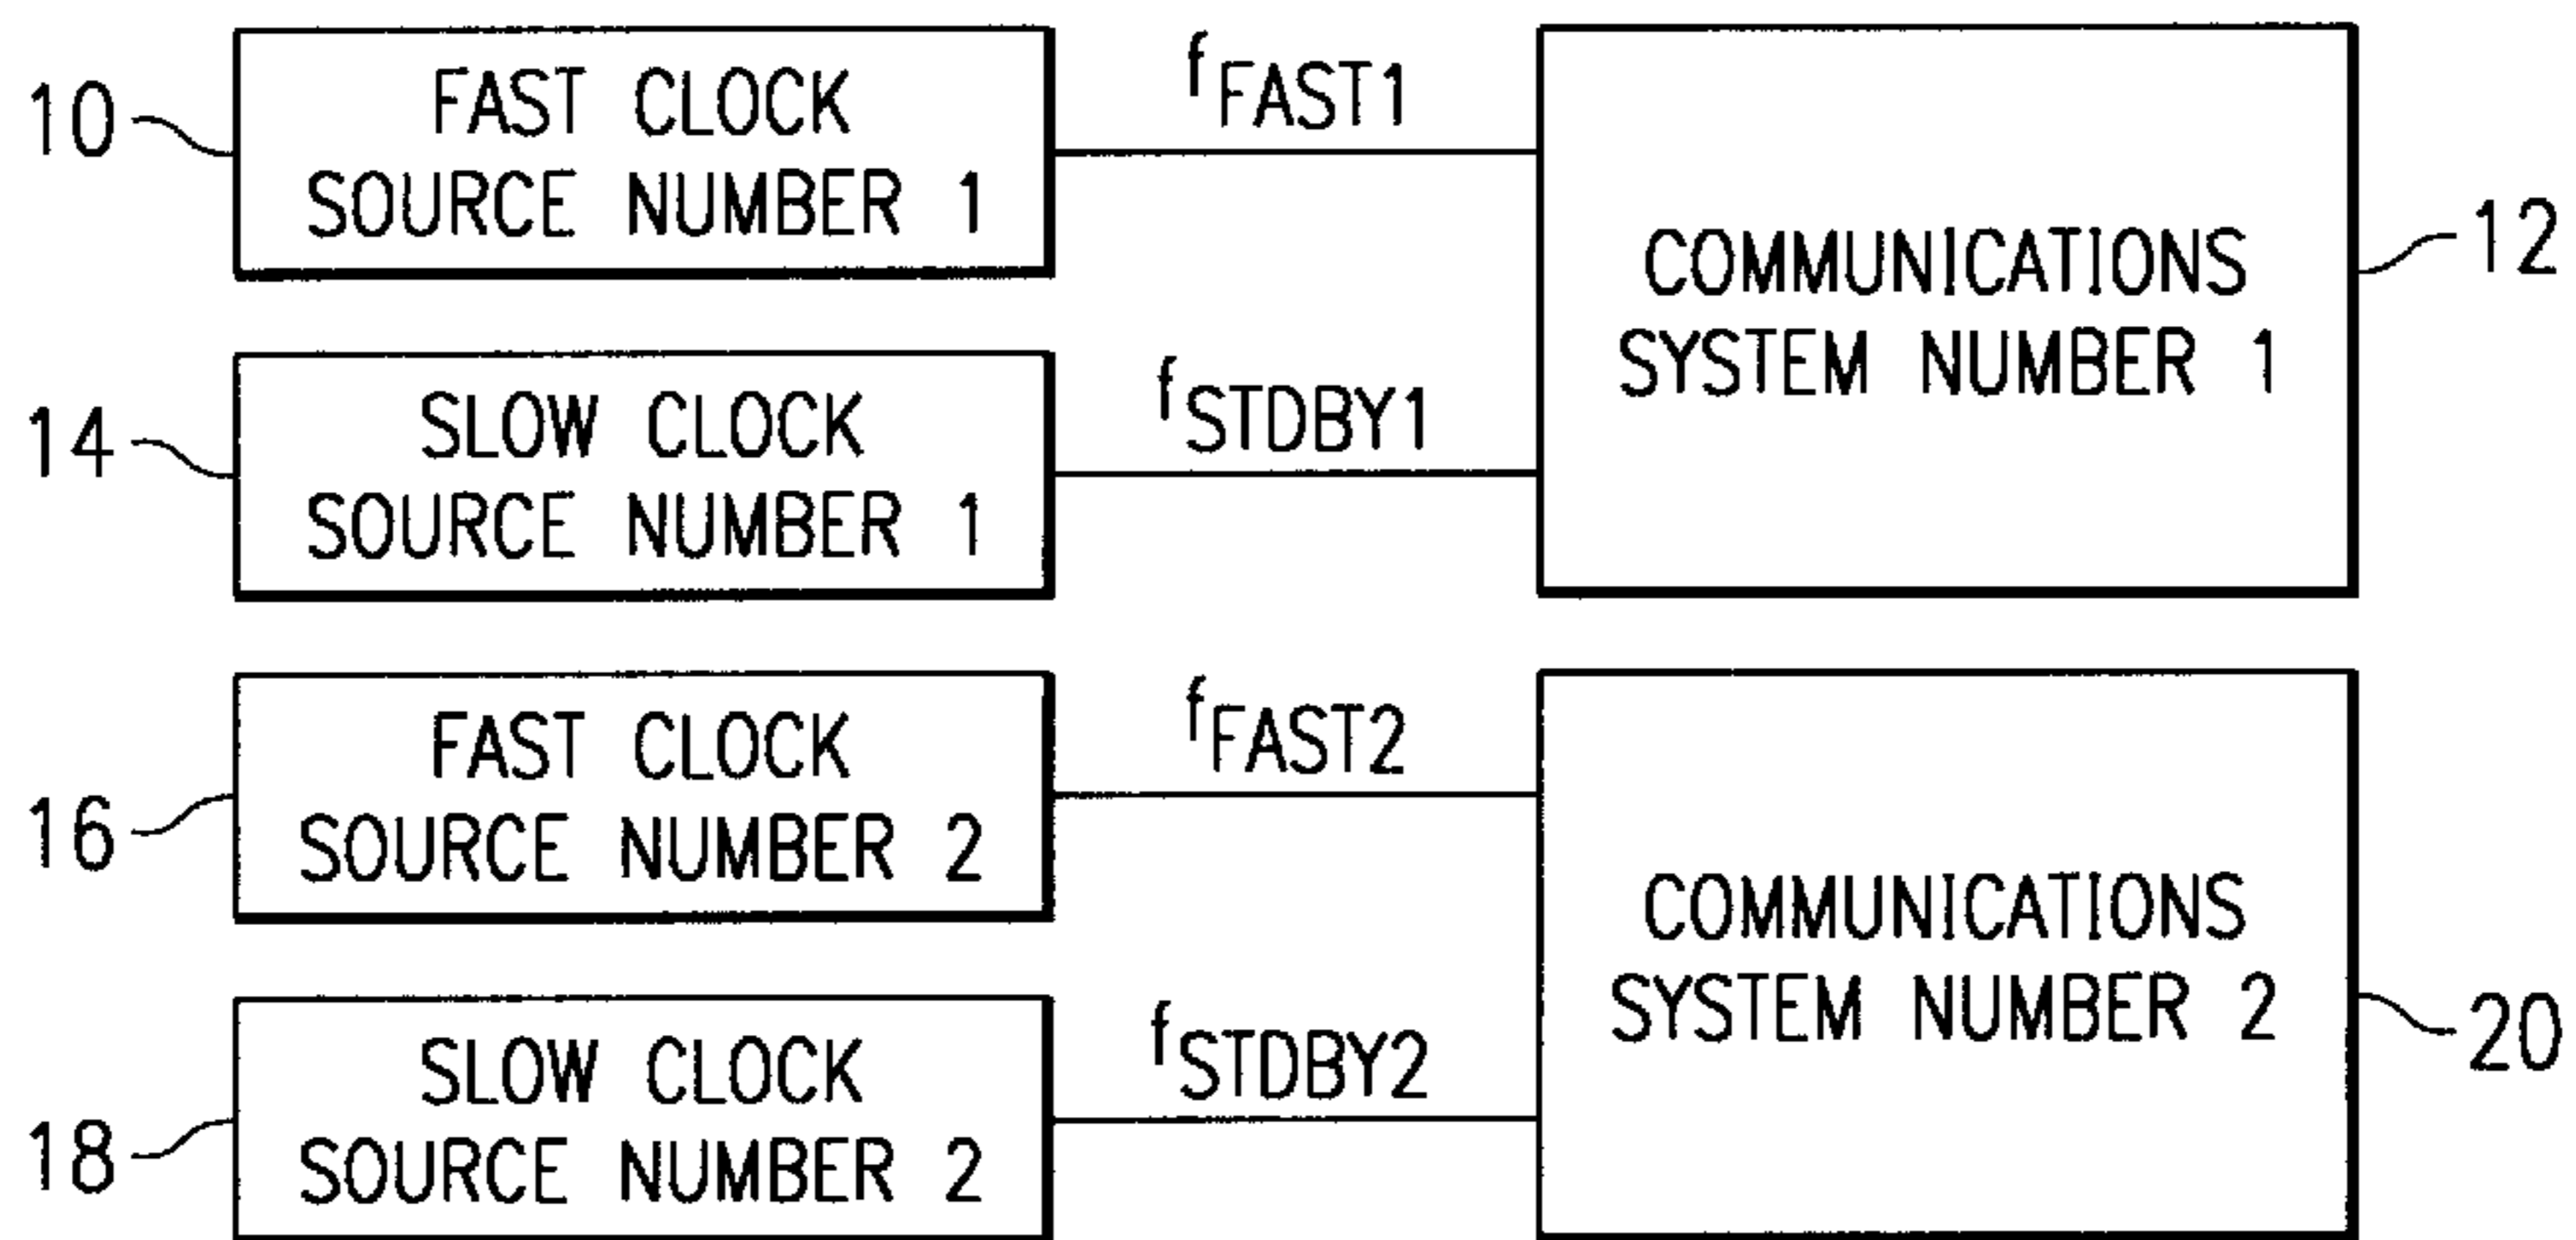 10
FAST CLOCK
SOURCE NUMBER 1
fFAST1
COMMUNICATIONS
SYSTEM NUMBER 1
12
14
SLOW CLOCK
SOURCE NUMBER 1
fSTDBY1
16
FAST CLOCK
SOURCE NUMBER 2
fFAST2
COMMUNICATIONS
SYSTEM NUMBER 2
20
18
SLOW CLOCK
SOURCE NUMBER 2
fSTDBY2